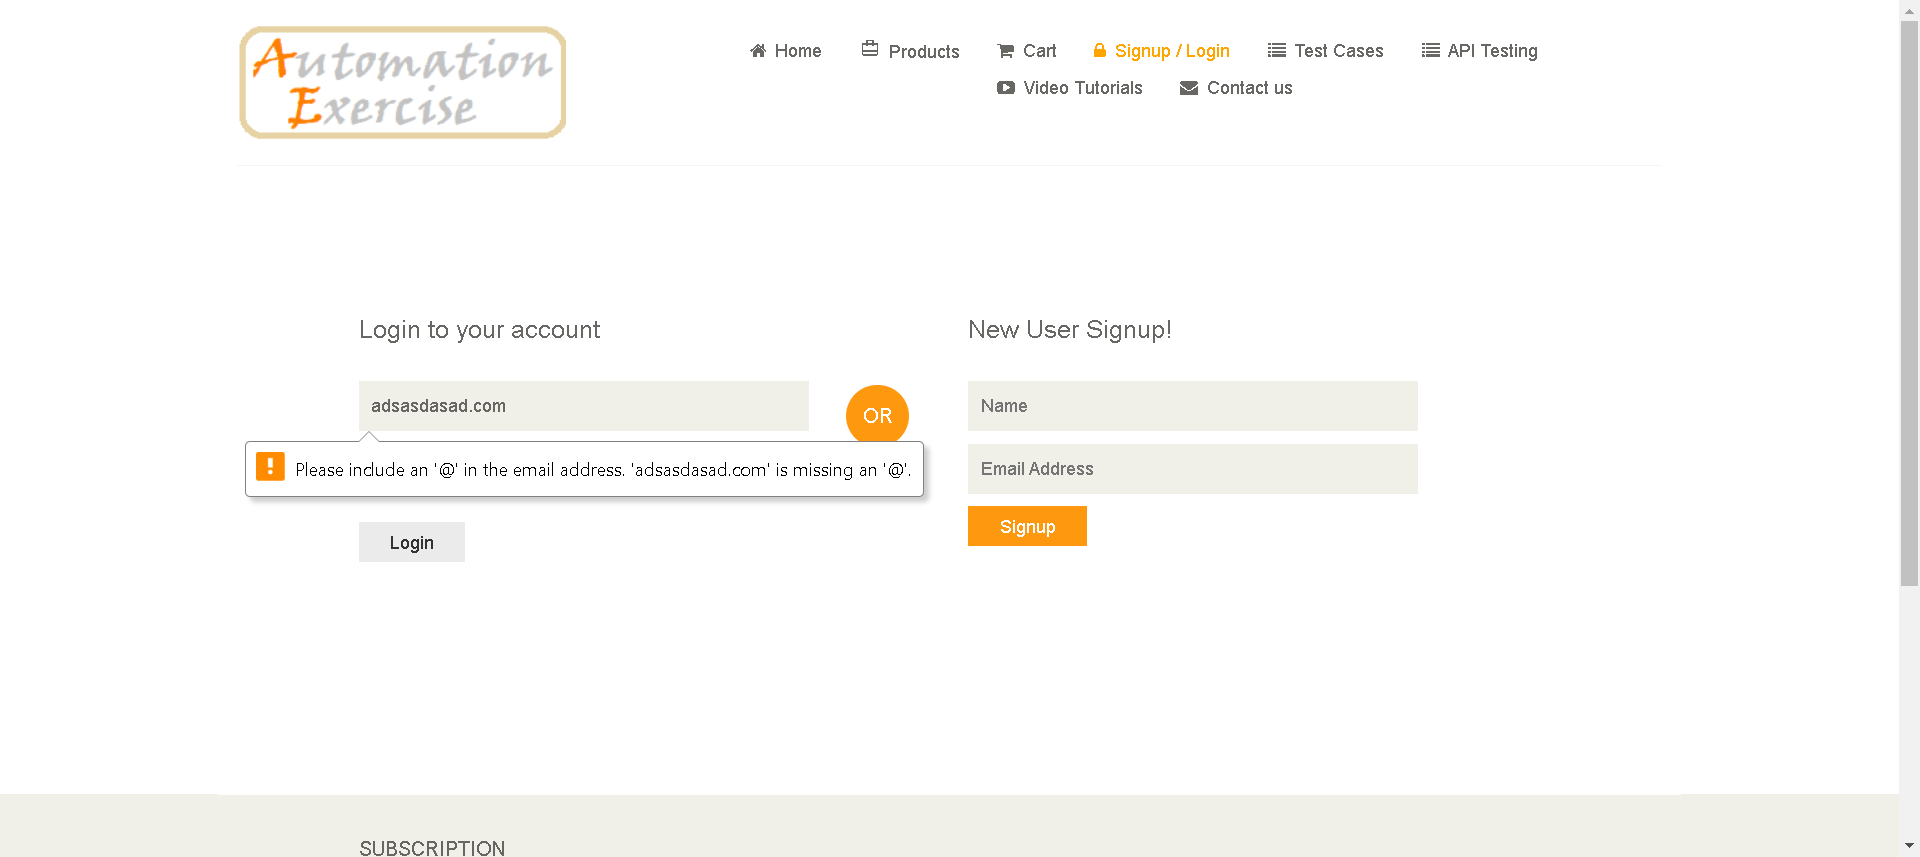 Automation
Exercise
Home Products Cart Signup / Login Test Cases API Testing
Video Tutorials Contact us
Login to your account
New User Signup!
adsasdasad.com
OR
Name
Please include an '@' in the email address. 'adsasdasad.com' is missing an '@'.
Email Address
Login
Signup
SUBSCRIPTION